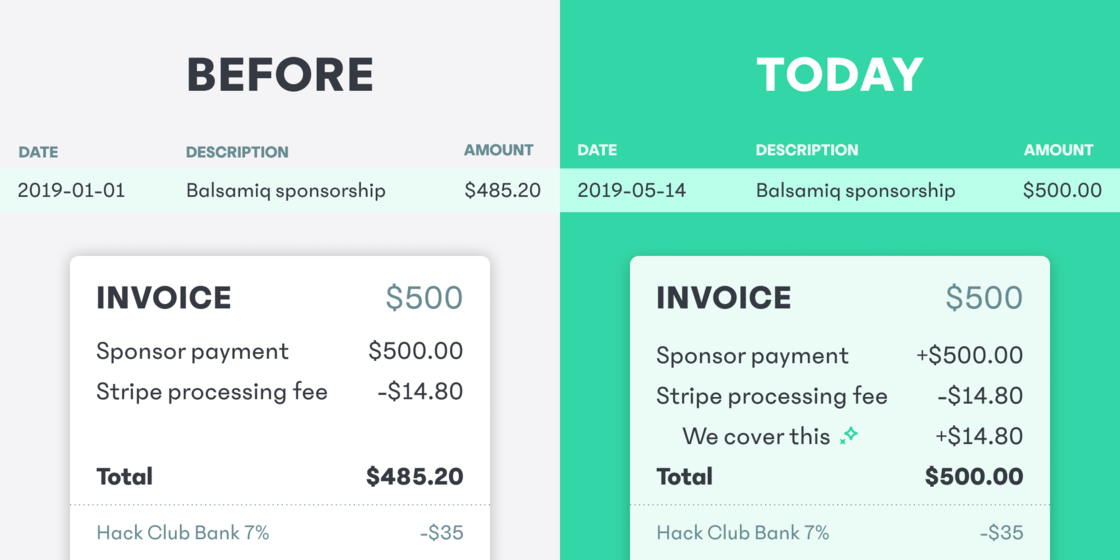 BEFORE
DATE DESCRIPTION AMOUNT
2019-01-01 Balsamiq sponsorship $485.20
INVOICE $500
Sponsor payment $500.00
Stripe processing fee -$14.80
Total $485.20
Hack Club Bank 7% -$35
TODAY
DATE DESCRIPTION AMOUNT
2019-05-14 Balsamiq sponsorship $500.00
INVOICE $500
Sponsor payment +$500.00
Stripe processing fee -$14.80
We cover this +$14.80
Total $500.00
Hack Club Bank 7% -$35